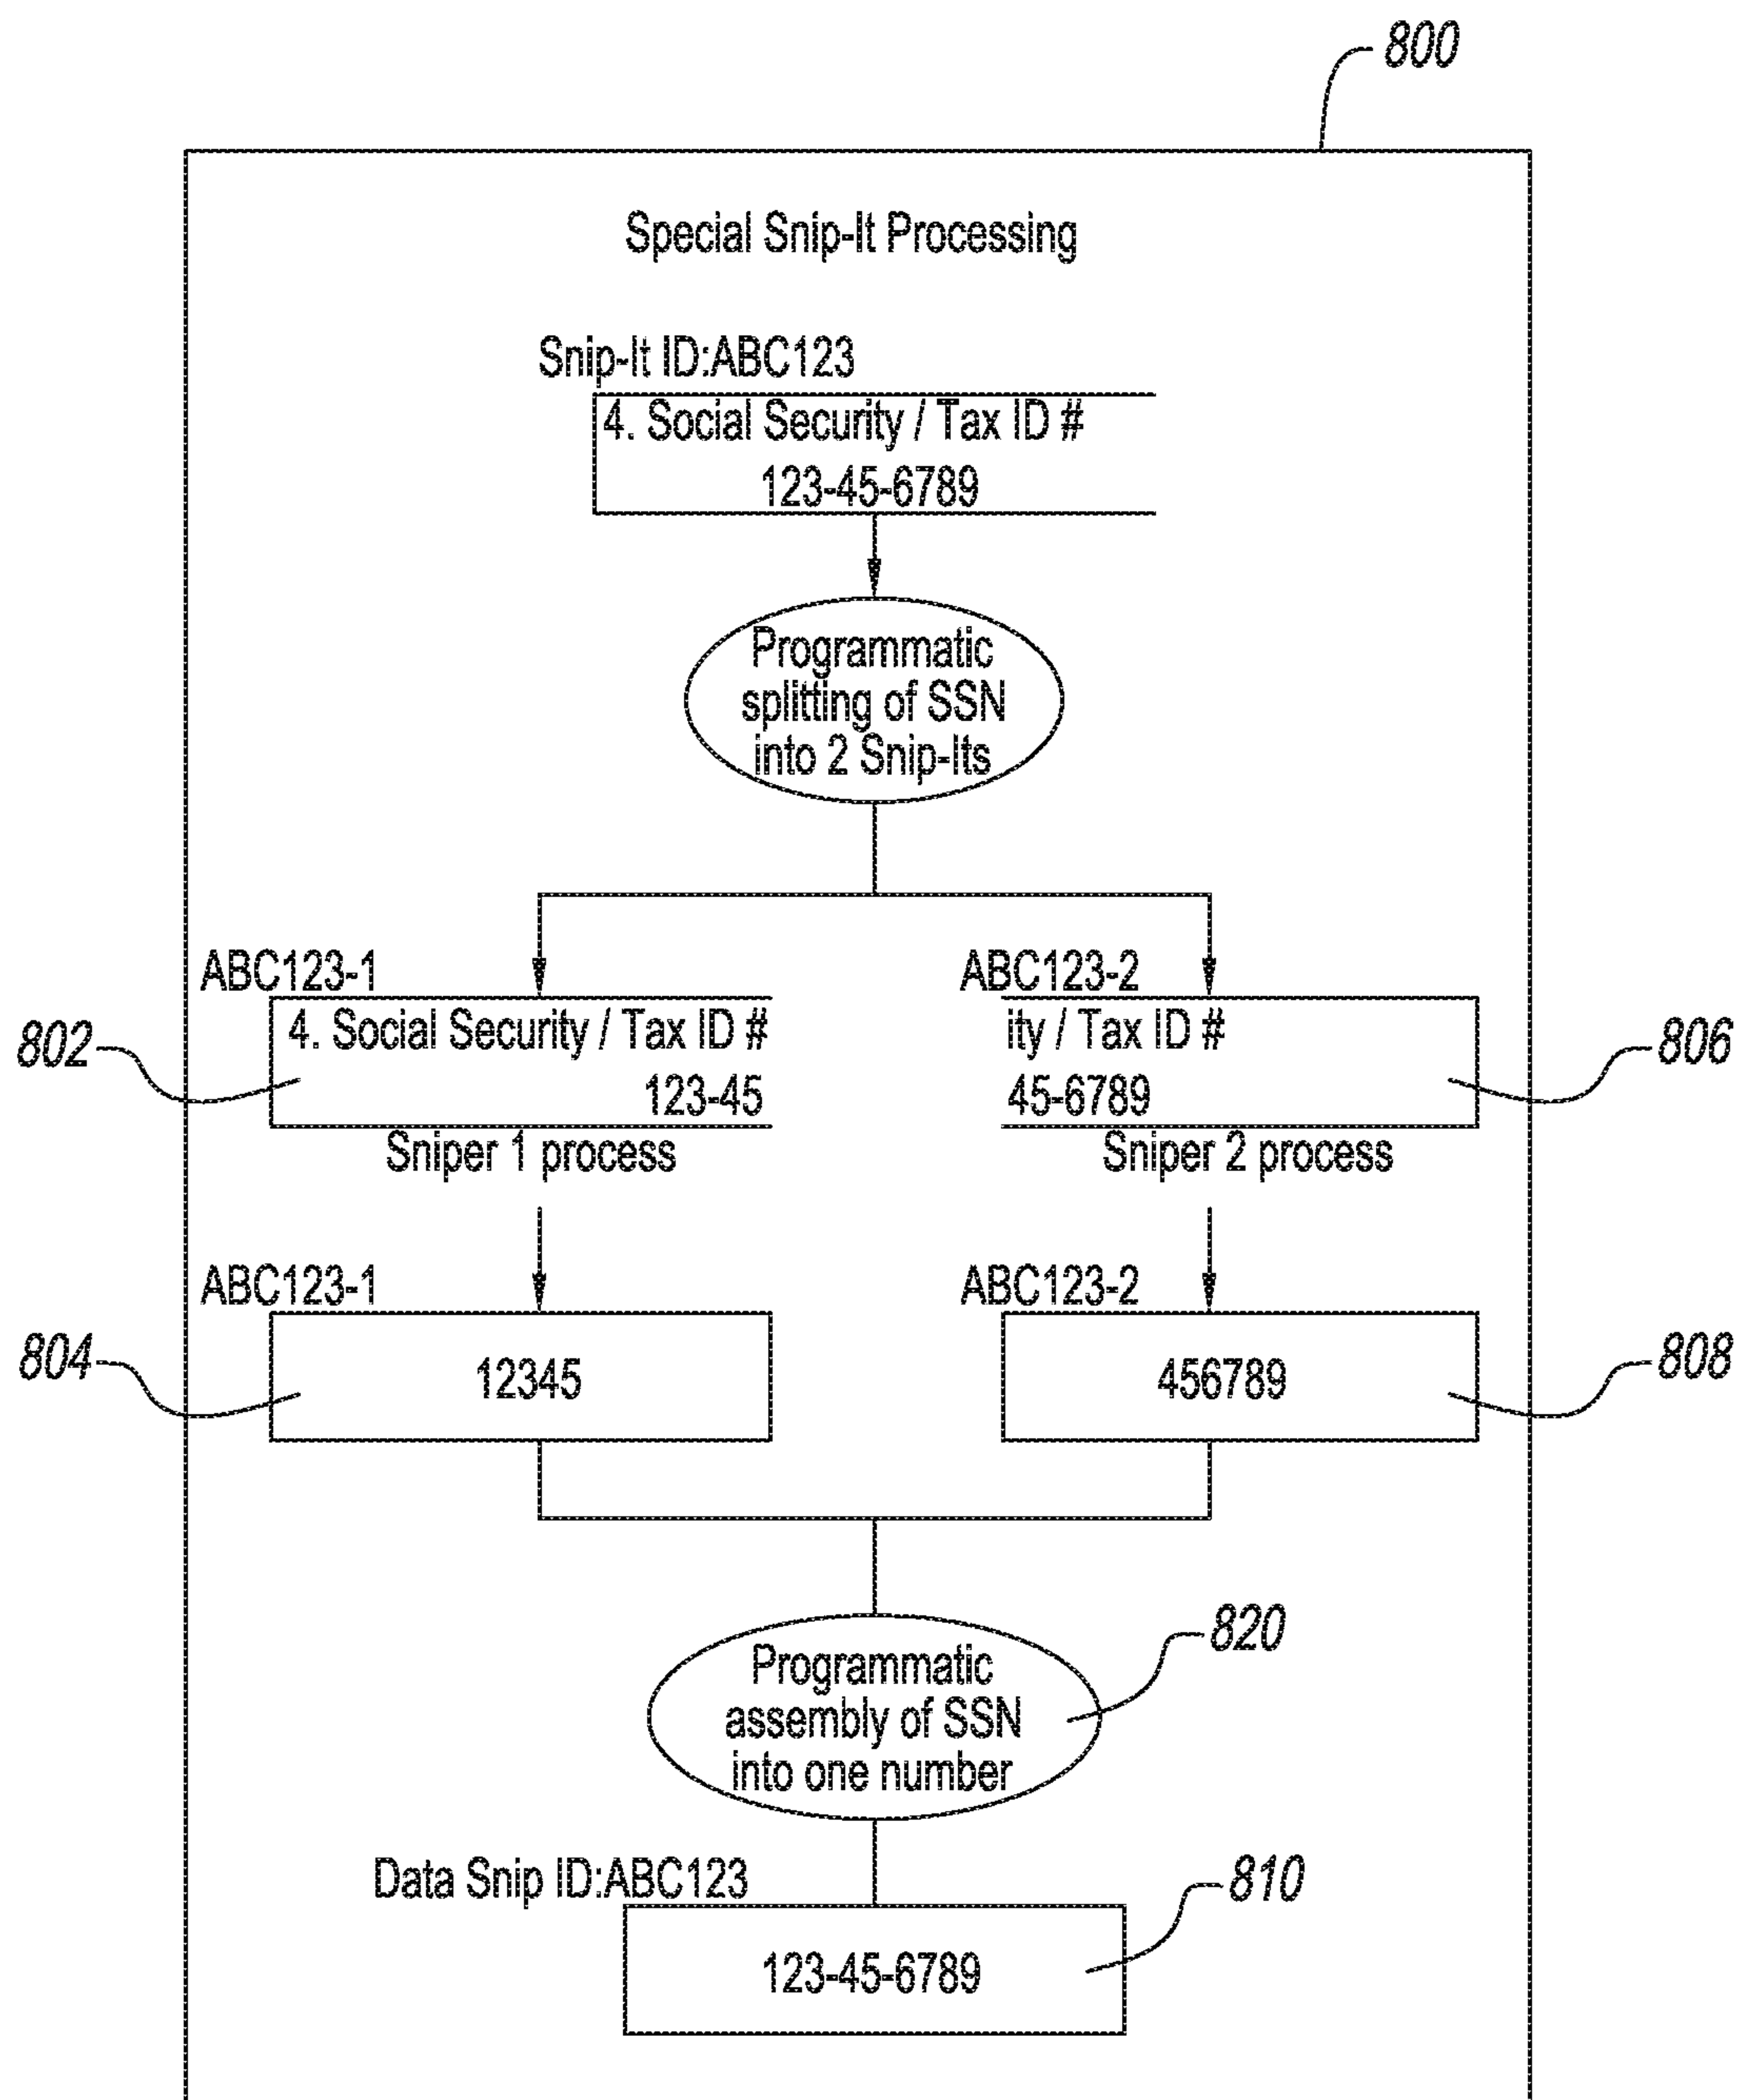 800
Special Snip-It Processing
Snip-It ID:ABC123
4. Social Security / Tax ID #
123-45-6789
Programmatic
splitting of SSN
into 2 Snip-Its
ABC123-1
ABC123-2
802
4. Social Security / Tax ID #
123-45
ity / Tax ID #
45-6789
806
Sniper 1 process
Sniper 2 process
ABC123-1
ABC123-2
804
12345
456789
808
820
Programmatic
assembly of SSN
into one number
Data Snip ID:ABC123
810
123-45-6789